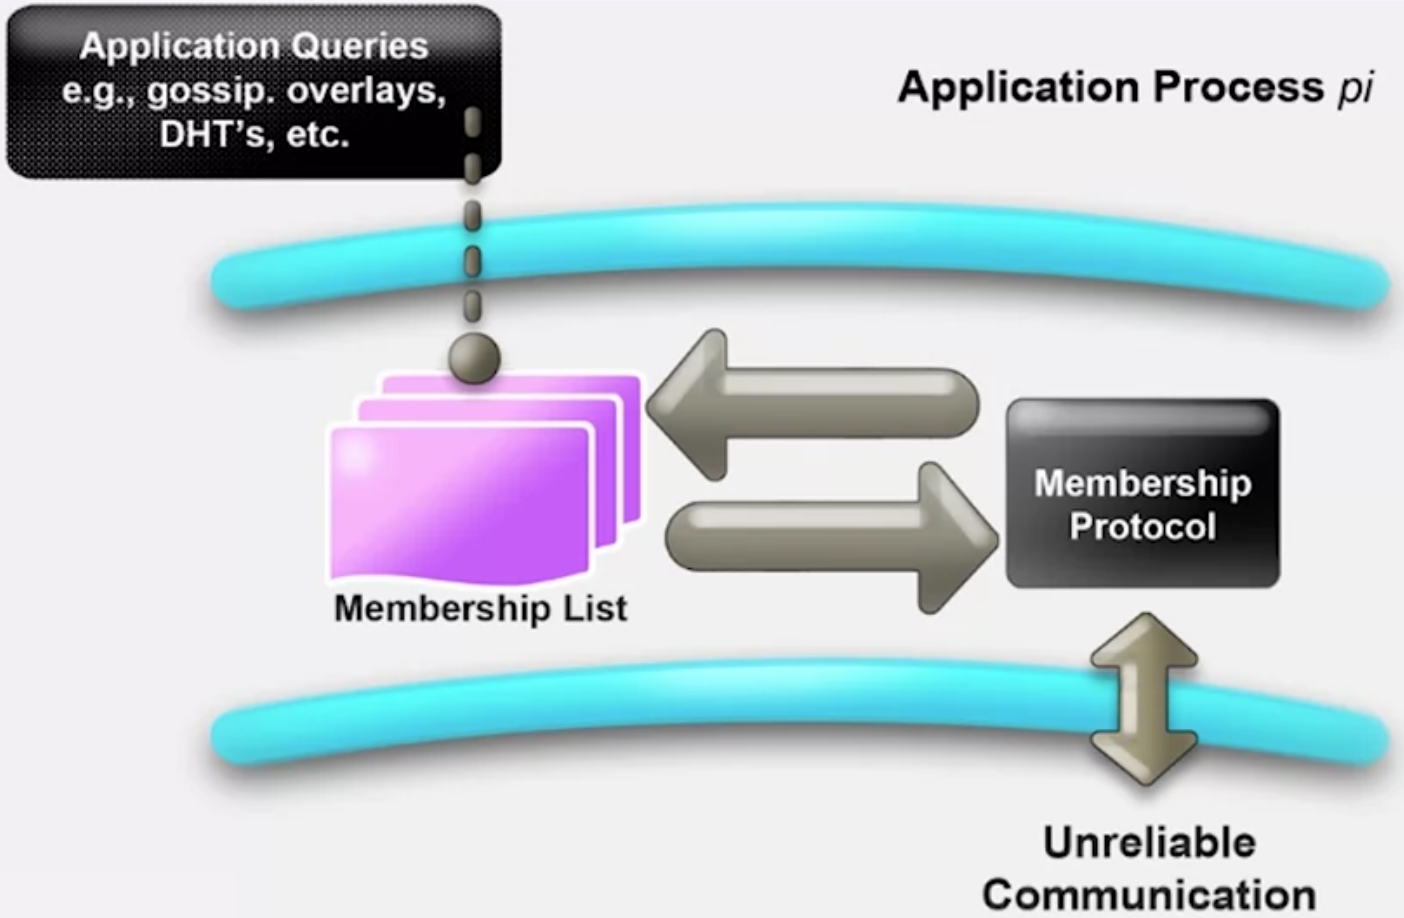 Application Queries
e.g., gossip. overlays,
DHT's, etc.
Application Process pi
Membership
Protocol
Membership List
Unreliable
Communication